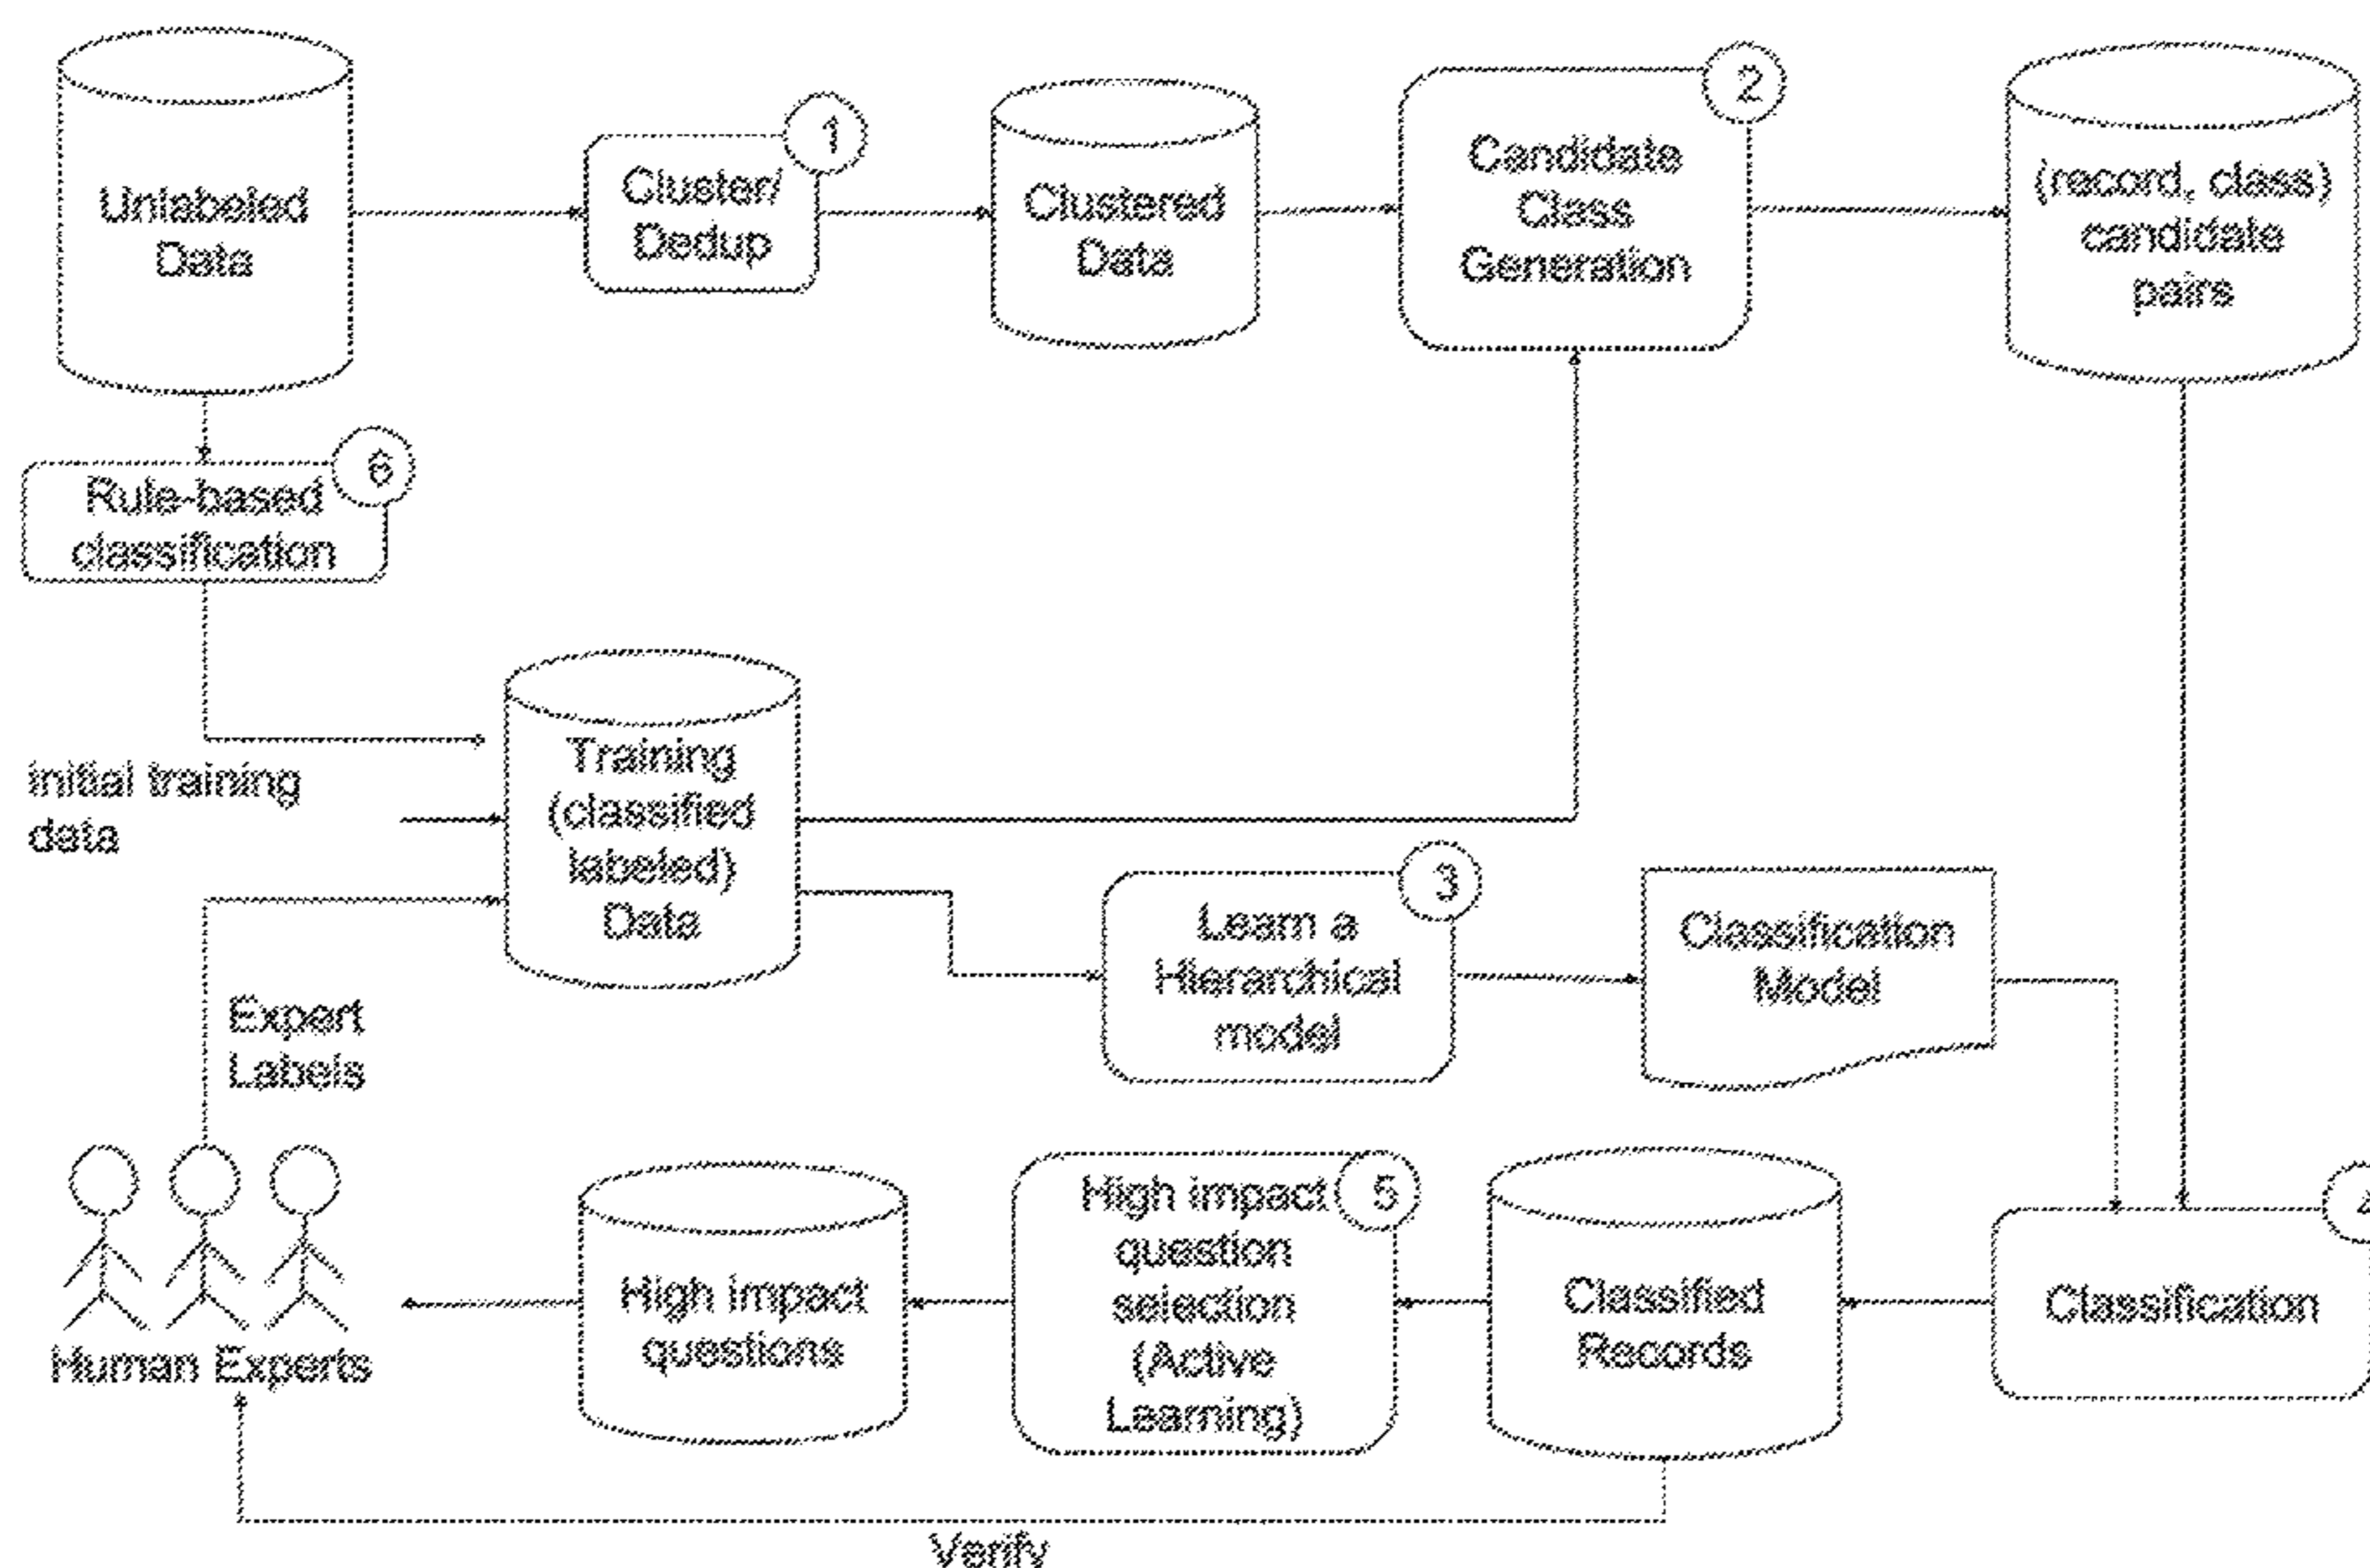 Unlabeled
Data
1
Cluster/
Dedup
Clustered
Data
2
Candidate
Class
Generation
(record, class)
candidate
pairs
6
Rule-based
classification
initial training
data
Training
(classified
labeled)
Data
3
Learn a
Hierarchical
model
Classification
Model
Expert
Labels
Human Experts
High impact
questions
5
High impact
question
selection
(Active
Learning)
Classified
Records
4
Classification
Verify